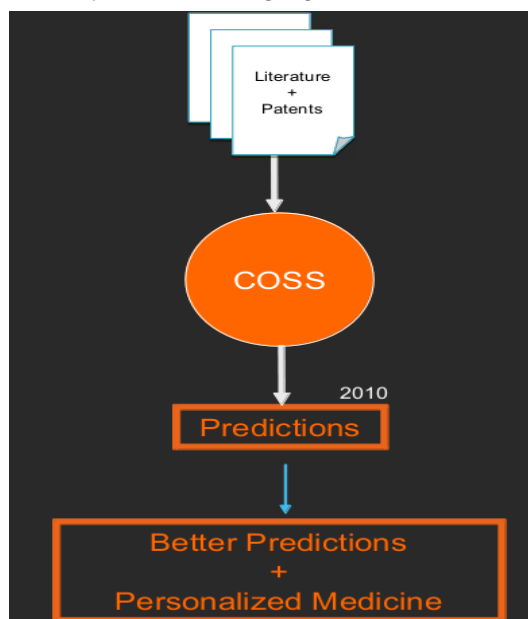 Literature
+
Patents
COSS
2010
Predictions
Better Predictions
+
Personalized Medicine